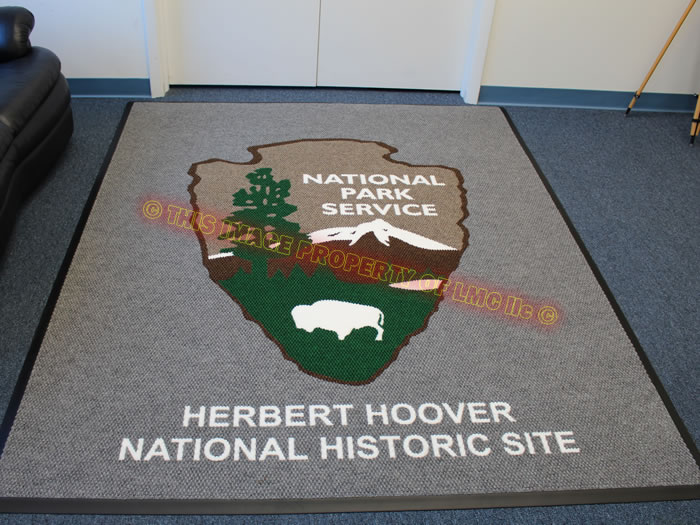 NATIONAL
PARK
SERVICE
© THIS IMAGE PROPERTY OF LMC llc ©
HERBERT HOOVER
NATIONAL HISTORIC SITE